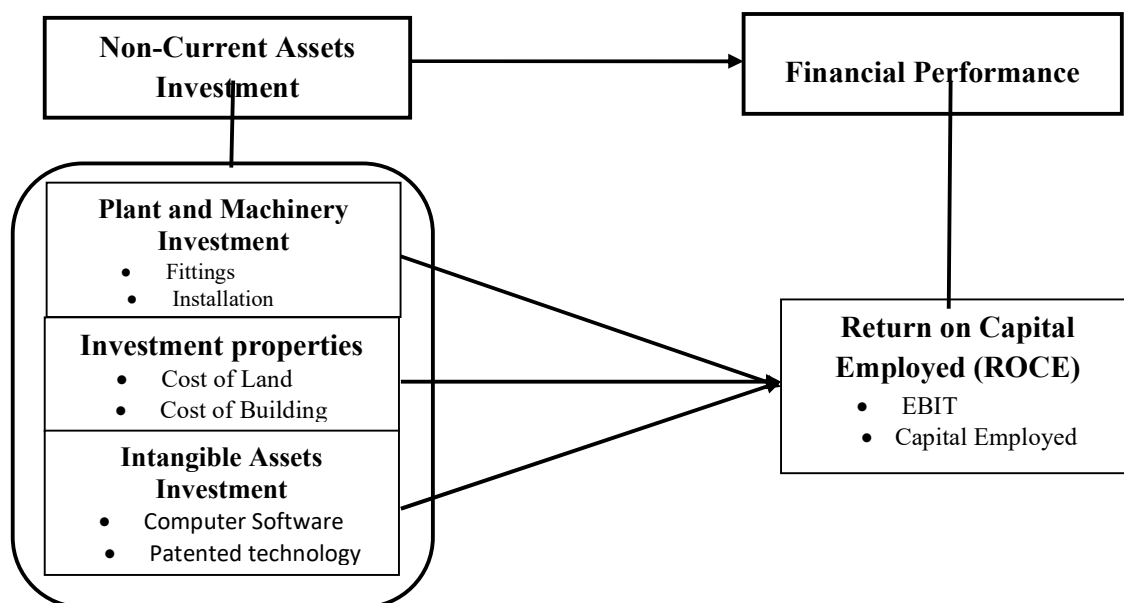 Non-Current Assets
Investment
Financial Performance
Plant and Machinery
Investment
• Fittings
• Installation
Investment properties
• Cost of Land
• Cost of Building
Intangible Assets
Investment
• Computer Software
• Patented technology
Return on Capital
Employed (ROCE)
• EBIT
• Capital Employed